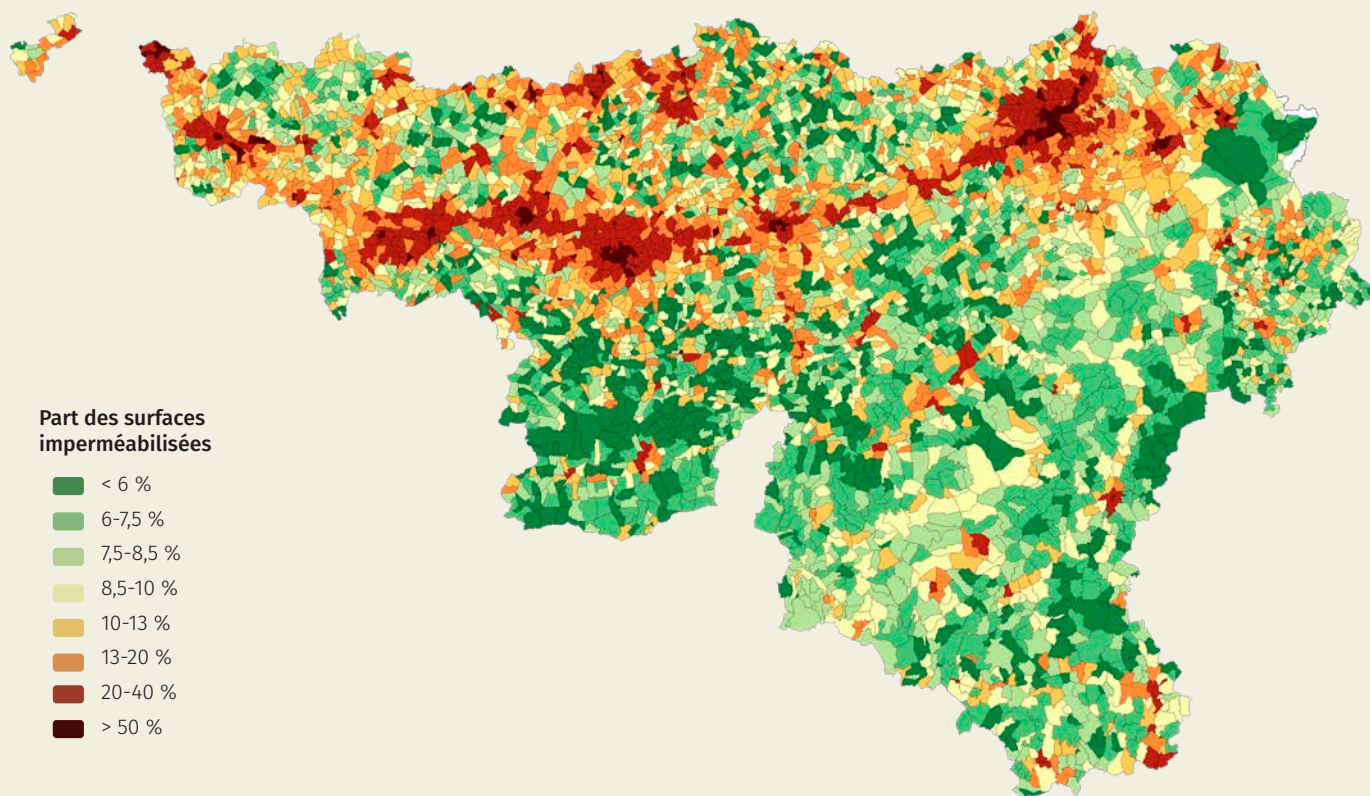 Part des surfaces
imperméabilisées
< 6 %
6-7,5 %
7,5-8,5 %
8,5-10 %
10-13 %
13-20 %
20-40 %
> 50 %